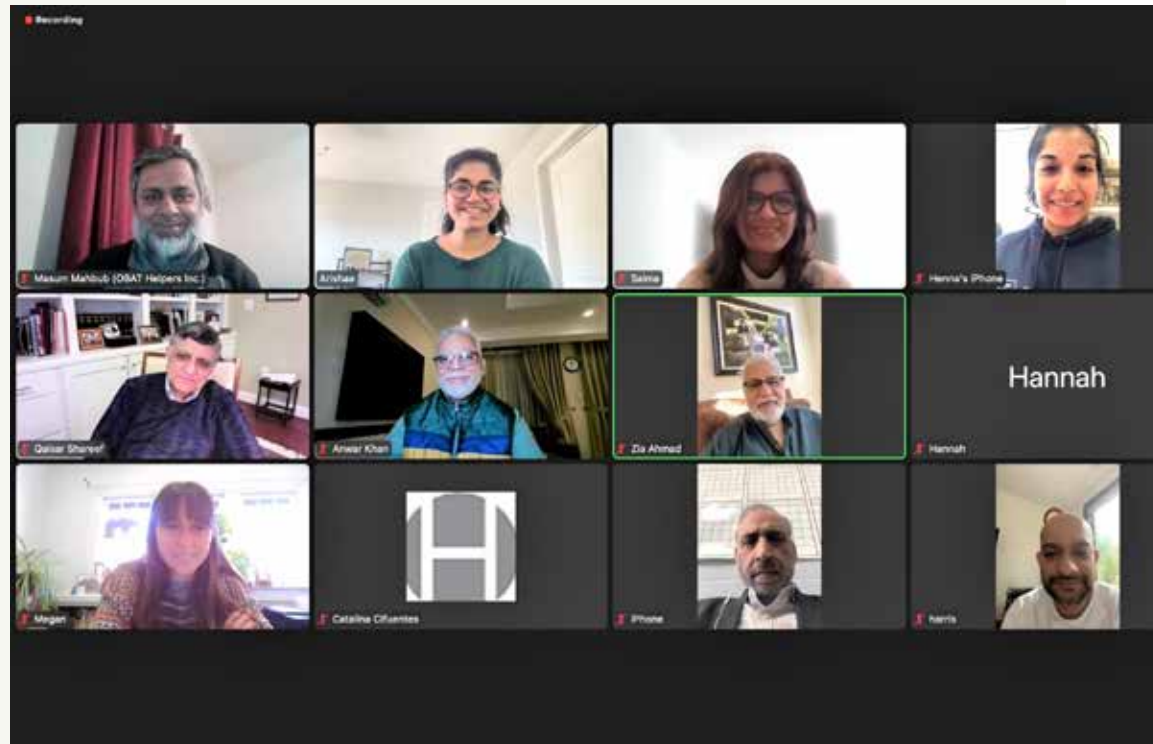 Recording
Masum Mahbub (OBAT Helpers Inc.)
Arishaa
Salma
Henna's iPhone
Qaisar Shareef
Anwar Khan
Zia Ahmad
Hannah
Hannah
Megan
H
Catalina Cifuentes
iPhone
harris